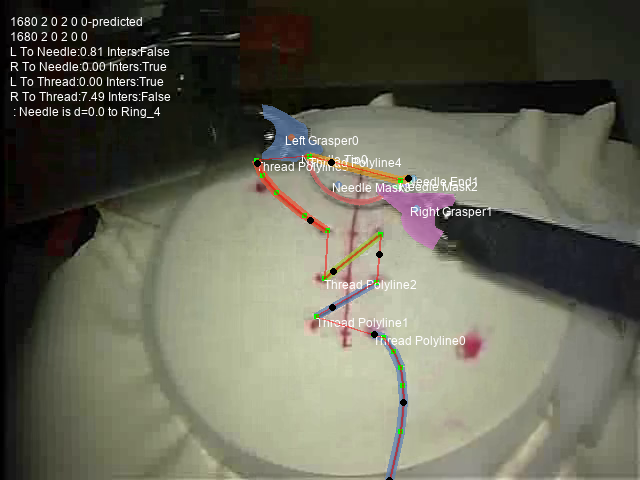 1680 2 0 2 0 0-predicted
1680 2 0 2 0 0
L To Needle:0.81 Inters:False
R To Needle:0.00 Inters:True
L To Thread:0.00 Inters:True
R To Thread:7.49 Inters:False
: Needle is d=0.0 to Ring_4
Left Grasper0
Polyline4
Thread
Needle End1
Needle Mask2
Needle Mask
Right Grasper1
Thread Polyline2
Thread Polyline1
Thread Polyline0